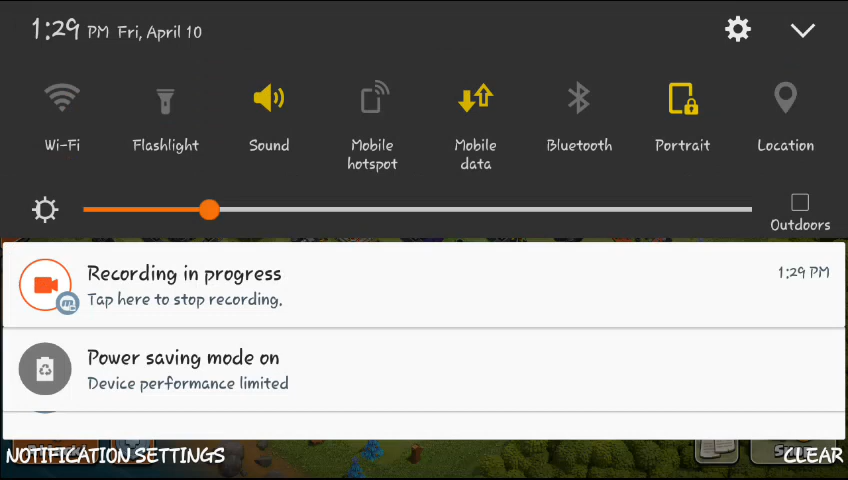 1:29 PM Fri, April 10
Wi-Fi
Flashlight
Sound
Mobile
hotspot
Mobile
data
Bluetooth
Portrait
Location
Outdoors
Recording in progress
1:29 PM
Tap here to stop recording.
Power saving mode on
Device performance limited
NOTIFICATION SETTINGS
CLEAR